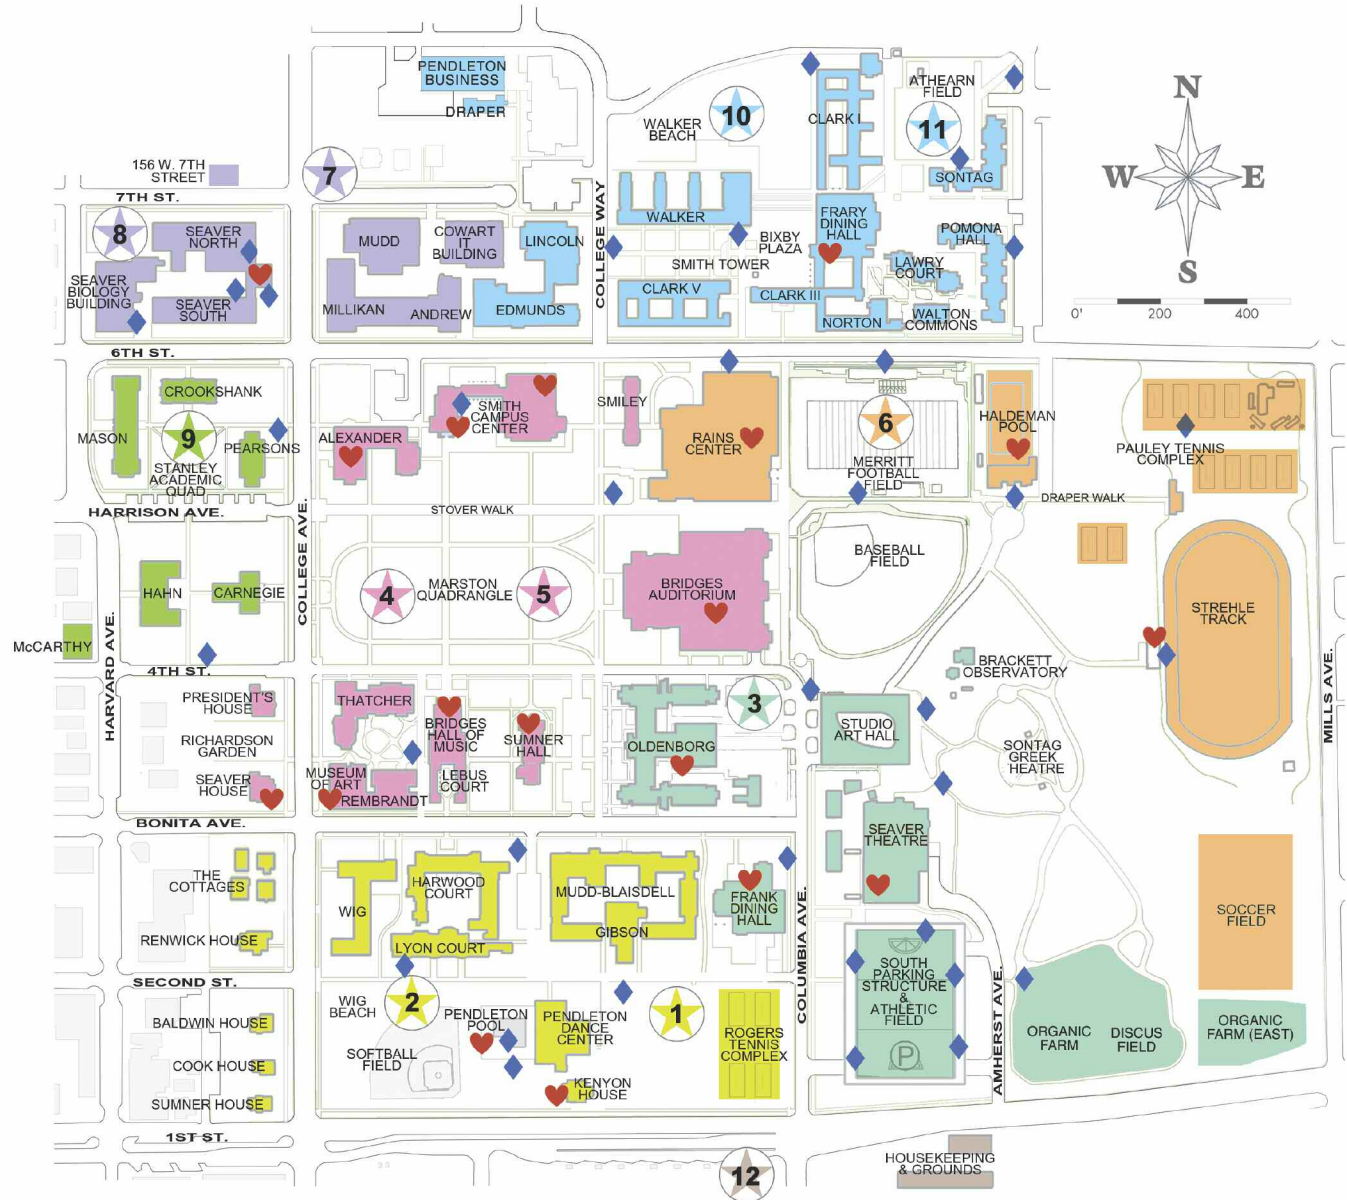 PENDLETON
BUSINESS
DRAPER
ATHEARN
FIELD
N
10
WALKER
BEACH
CLARK I
11
156 W. 7TH
STREET
7
SONTAG
W
E
7TH ST.
8
SEAVER
NORTH
MUDD
COWART
IT
BUILDING
LINCOLN
COLLEGE WAY
WALKER
FRARY
DINING
HALL
BIXBY
PLAZA
POMONA
HALL
SMITH TOWER
LAWRY
COURT
S
SEAVER
BIOLOGY
BUILDING
SEAVER
SOUTH
MILLIKAN
ANDREW
EDMUNDS
CLARK V
CLARK III
NORTON
WALTON
COMMONS
0'
200
400
6TH ST.
CROOKSHANK
MASON
9
PEARSONS
STANLEY
ACADEMIC
QUAD
ALEXANDER
SMITH
CAMPUS
CENTER
SMILEY
RAINS
CENTER
6
MERRITT
FOOTBALL
FIELD
HALDEMAN
POOL
PAULEY TENNIS
COMPLEX
DRAPER WALK
HARRISON AVE.
STOVER WALK
COLLEGE AVE.
BASEBALL
FIELD
HAHN
CARNEGIE
4
MARSTON
QUADRANGLE
5
BRIDGES
AUDITORIUM
STREHLE
TRACK
McCARTHY
HARVARD AVE.
4TH ST.
BRACKETT
OBSERVATORY
MILLS AVE.
PRESIDENT'S
HOUSE
THATCHER
BRIDGES
HALL OF
MUSIC
SUMNER
HALL
3
OLDENBORG
STUDIO
ART HALL
RICHARDSON
GARDEN
SONTAG
GREEK
HEATRE
SEAVER
HOUSE
MUSEUM
OF ART
REMBRANDT
LEBUS
COURT
BONITA AVE.
SEAVER
THEATRE
THE
COTTAGES
WIG
HARWOOD
COURT
MUDD-BLAISDELL
GIBSON
FRANK
DINING
HALL
SOCCER
FIELD
RENWICK HOUSE
LYON COURT
COLUMBIA AVE.
SECOND ST.
SOUTH
PARKING
STRUCTURE
&
ATHLETIC
FIELD
P
AMHERST AVE.
WIG
BEACH
2
PENDLETON
POOL
PENDLETON
DANCE
CENTER
1
ROGERS
TENNIS
COMPLEX
BALDWIN HOUSE
SOFTBALL
FIELD
ORGANIC
FARM
DISCUS
FIELD
ORGANIC
FARM (EAST)
COOK HOUSE
KENYON
HOUSE
SUMNER HOUSE
1ST ST.
12
HOUSEKEEPING
& GROUNDS